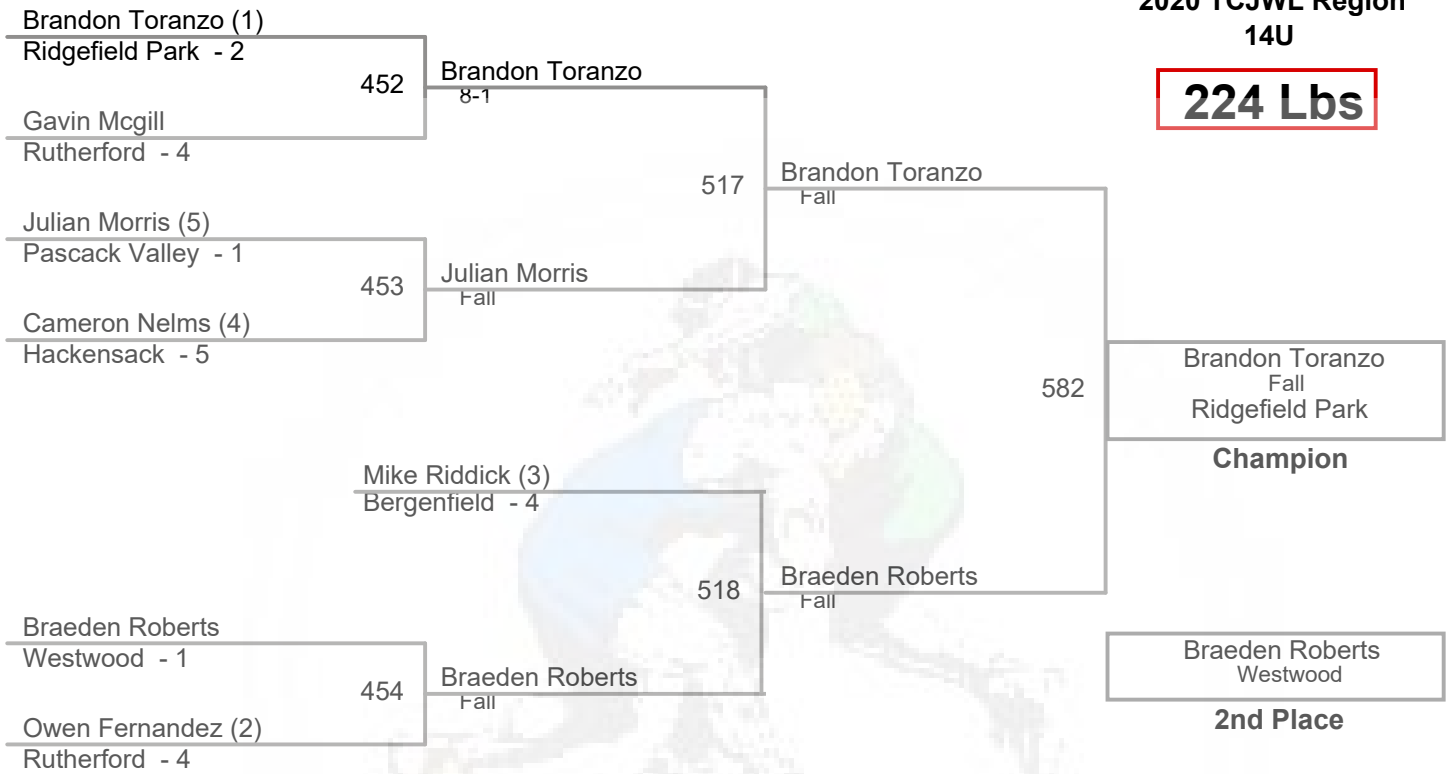 2020 TCJWL Region
14U
224 Lbs
Brandon Toranzo (1)
Ridgefield Park - 2
452
Brandon Toranzo
8-1
Gavin Mcgill
Rutherford - 4
517
Brandon Toranzo
Fall
Julian Morris (5)
Pascack Valley - 1
453
Julian Morris
Fall
Cameron Nelms (4)
Hackensack - 5
582
Brandon Toranzo
Fall
Ridgefield Park
Champion
Mike Riddick (3)
Bergenfield - 4
518
Braeden Roberts
Fall
Braeden Roberts
Westwood - 1
454
Braeden Roberts
Fall
Owen Fernandez (2)
Rutherford - 4
Braeden Roberts
Westwood
2nd Place